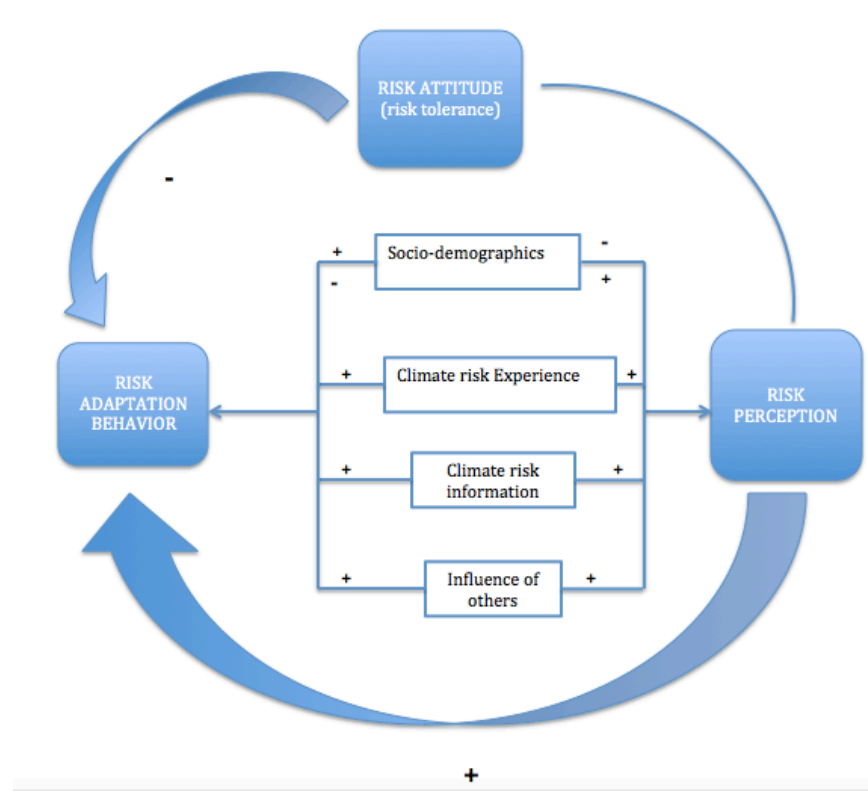 RISK ATTITUDE
(risk tolerance)
-
+
Socio-demographics
-
-
+
+
Climate risk Experience
+
RISK
ADAPTATION
BEHAVIOR
RISK
PERCEPTION
+
Climate risk
information
+
+
Influence of
others
+
+